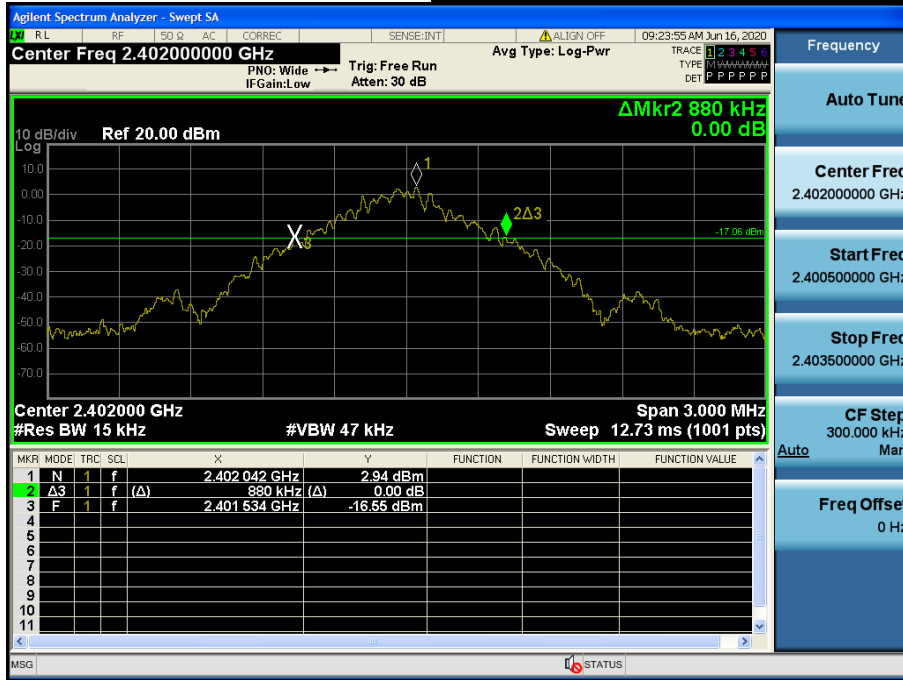 Agilent Spectrum Analyzer - Swept SA
LXI RL RF 50 Ω AC CORREC SENSE:INT ALIGN OFF 09:23:55 AM Jun 16, 2020
Center Freq 2.402000000 GHz
PNO: Wide
IFGain:Low
Trig: Free Run
Atten: 30 dB
Avg Type: Log-Pwr
TRACE 1 2 3 4 5 6
TYPE M WWWWW
DET P P P P P P
ΔMkr2 880 kHz
0.00 dB
10 dB/div Ref 20.00 dBm
Log
10.0
0.00
-10.0
-20.0
-30.0
-40.0
-50.0
-60.0
-70.0
1
2Δ3
3
-17.06 dBm
Center 2.402000 GHz Span 3.000 MHz
#Res BW 15 kHz #VBW 47 kHz Sweep 12.73 ms (1001 pts)
MKR MODE TRC SCL X Y FUNCTION FUNCTION WIDTH FUNCTION VALUE
1 N 1 f 2.402 042 GHz 2.94 dBm
2 Δ3 1 f (Δ) 880 kHz (Δ) 0.00 dB
3 F 1 f 2.401 534 GHz -16.55 dBm
4
5
6
7
8
9
10
11
MSG STATUS
Frequency
Auto Tune
Center Freq
2.402000000 GHz
Start Freq
2.400500000 GHz
Stop Freq
2.403500000 GHz
CF Step
300.000 kHz
Auto Man
Freq Offset
0 Hz